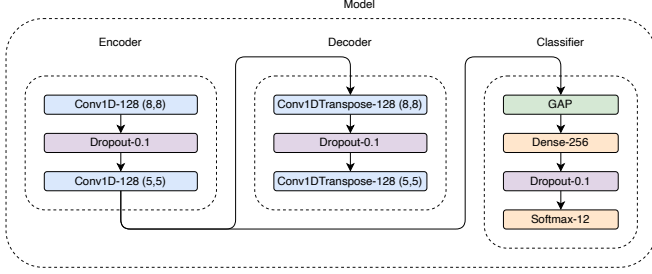 Model
Encoder
Decoder
Classifier
Conv1D-128 (8,8)
Dropout-0.1
Conv1D-128 (5,5)
Conv1DTranspose-128 (8,8)
Dropout-0.1
Conv1DTranspose-128 (5,5)
GAP
Dense-256
Dropout-0.1
Softmax-12